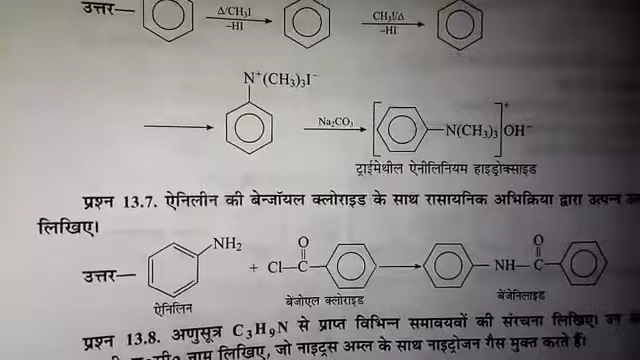 उत्तर—
Δ/CH₃I
–HI
CH₃I/Δ
–HI
N⁺(CH₃)₃I⁻
Na₂CO₃
N(CH₃)₃
+
OH⁻
ट्राईमेथील ऐनीलिनियम हाइड्रोक्साइड
प्रश्न 13.7. ऐनिलीन की बेन्जॉयल क्लोराइड के साथ रासायनिक अभिक्रिया द्वारा उत्पन्न
लिखिए।
उत्तर—
NH₂
+ Cl—C
O
NH—C
O
ऐनिलिन
बेंजोएल क्लोराइड
बेंजेनिलाइड
प्रश्न 13.8. अणुसूत्र C₃H₉N से प्राप्त विभिन्न समावयवों की संरचना लिखिए। उन
नाम लिखिए, जो नाइट्रस अम्ल के साथ नाइट्रोजन गैस मुक्त करते हैं।